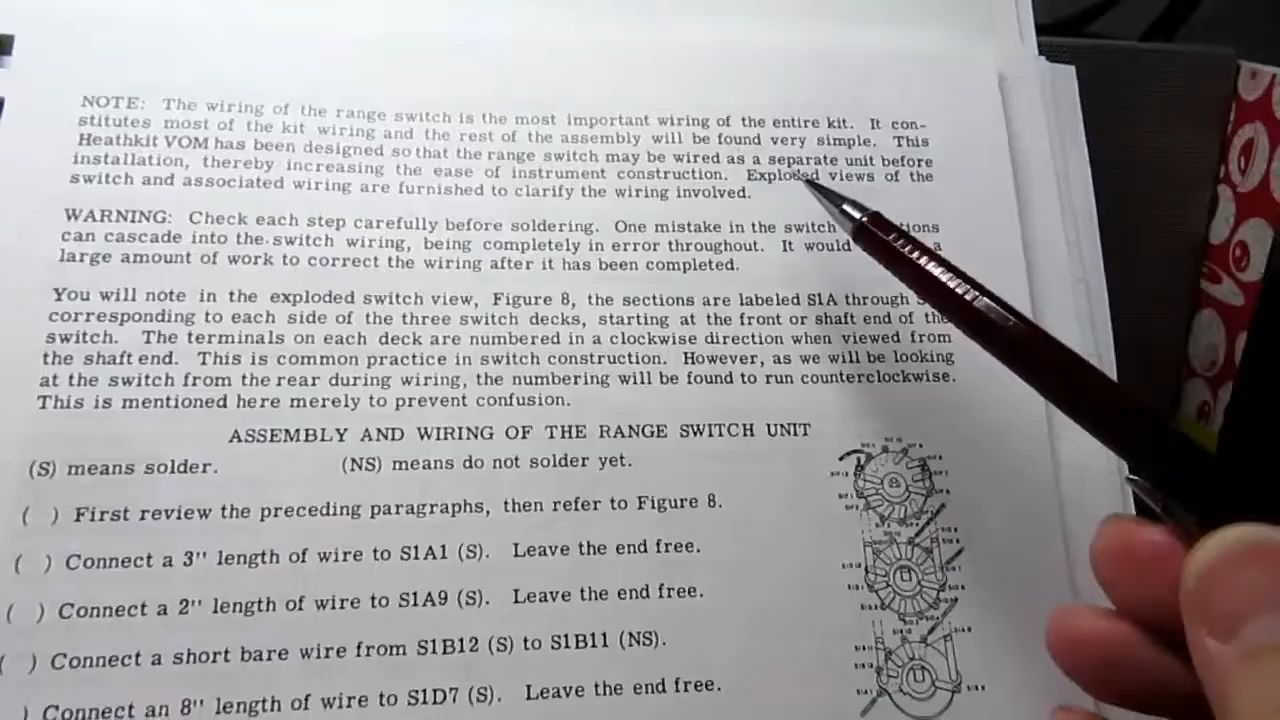 NOTE: The wiring of the range switch is the most important wiring of the entire kit. It con-
stitutes most of the kit wiring and the rest of the assembly will be found very simple. This
Heathkit VOM has been designed so that the range switch may be wired as a separate unit before
installation, thereby increasing the ease of instrument construction. Exploded views of the
switch and associated wiring are furnished to clarify the wiring involved.
WARNING: Check each step carefully before soldering. One mistake in the switch
can cascade into the switch wiring, being completely in error throughout. It would a
large amount of work to correct the wiring after it has been completed.
You will note in the exploded switch view, Figure 8, the sections are labeled S1A through
corresponding to each side of the three switch decks, starting at the front or shaft end of the
switch. The terminals on each deck are numbered in a clockwise direction when viewed from
the shaft end. This is common practice in switch construction. However, as we will be looking
at the switch from the rear during wiring, the numbering will be found to run counterclockwise.
This is mentioned here merely to prevent confusion.
ASSEMBLY AND WIRING OF THE RANGE SWITCH UNIT
(S) means solder. (NS) means do not solder yet.
( ) First review the preceding paragraphs, then refer to Figure 8.
( ) Connect a 3" length of wire to S1A1 (S). Leave the end free.
( ) Connect a 2" length of wire to S1A9 (S). Leave the end free.
( ) Connect a short bare wire from S1B12 (S) to S1B11 (NS).
) Connect an 8" length of wire to S1D7 (S). Leave the end free.